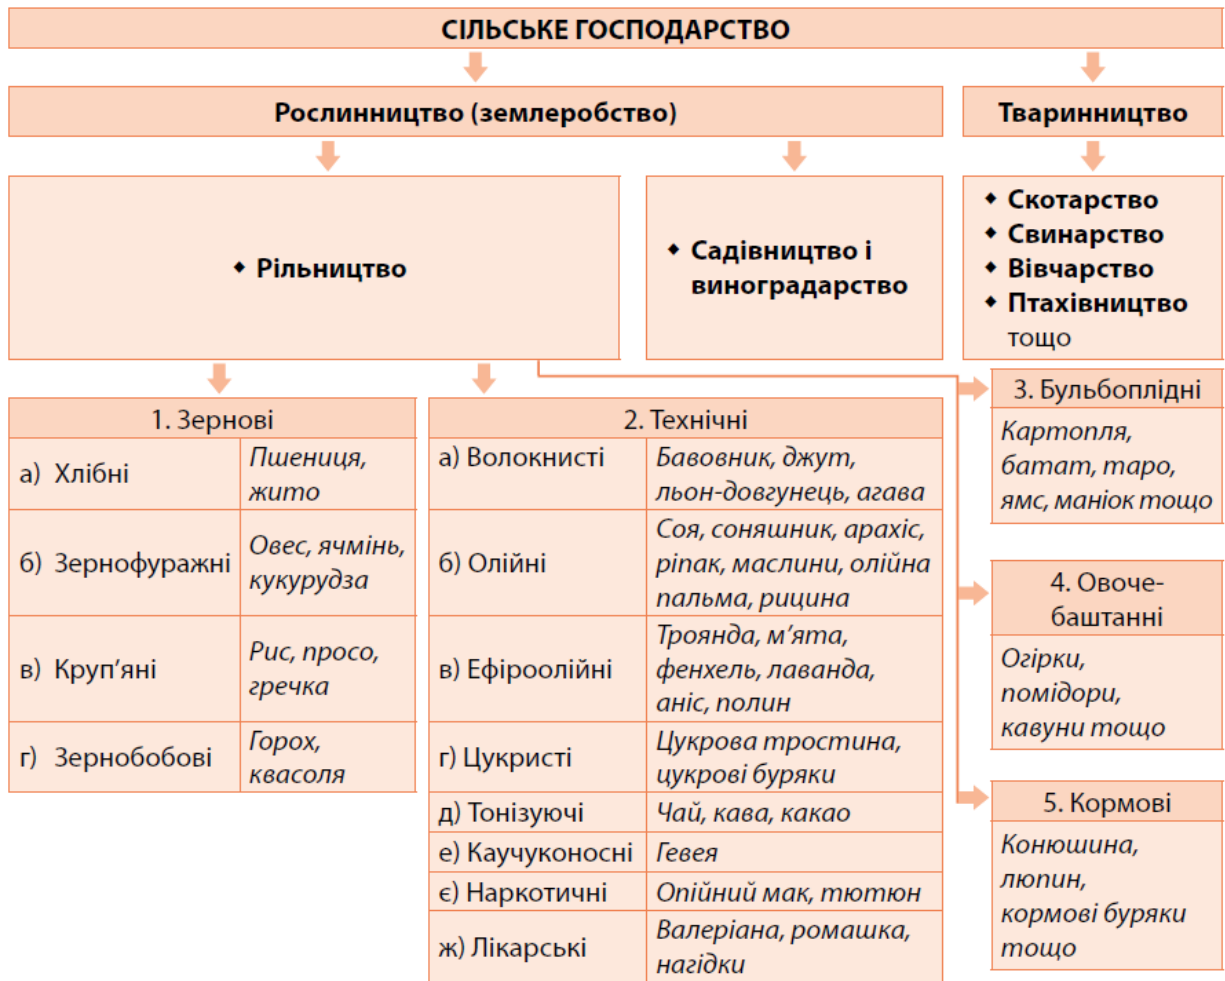 СІЛЬСЬКЕ ГОСПОДАРСТВО
Рослинництво (землеробство)
Тваринництво
◆ Рільництво
◆ Садівництво і
виноградарство
◆ Скотарство
◆ Свинарство
◆ Вівчарство
◆ Птахівництво
тощо
1. Зернові
а) Хлібні
Пшениця,
жито
б) Зернофуражні
Овес, ячмінь,
кукурудза
в) Круп’яні
Рис, просо,
гречка
г) Зернобобові
Горох,
квасоля
2. Технічні
а) Волокнисті
Бавовник, джут,
льон-довгунець, агава
б) Олійні
Соя, соняшник, арахіс,
ріпак, маслини, олійна
пальма, рицина
в) Ефіроолійні
Троянда, м’ята,
фенхель, лаванда,
аніс, полин
г) Цукристі
Цукрова тростина,
цукрові буряки
д) Тонізуючі
Чай, кава, какао
е) Каучуконосні
Гевея
є) Наркотичні
Опійний мак, тютюн
ж) Лікарські
Валеріана, ромашка,
нагідки
3. Бульбоплідні
Картопля,
батат, таро,
ямс, маніок тощо
4. Овоче-
баштанні
Огірки,
помідори,
кавуни тощо
5. Кормові
Конюшина,
люпин,
кормові буряки
тощо